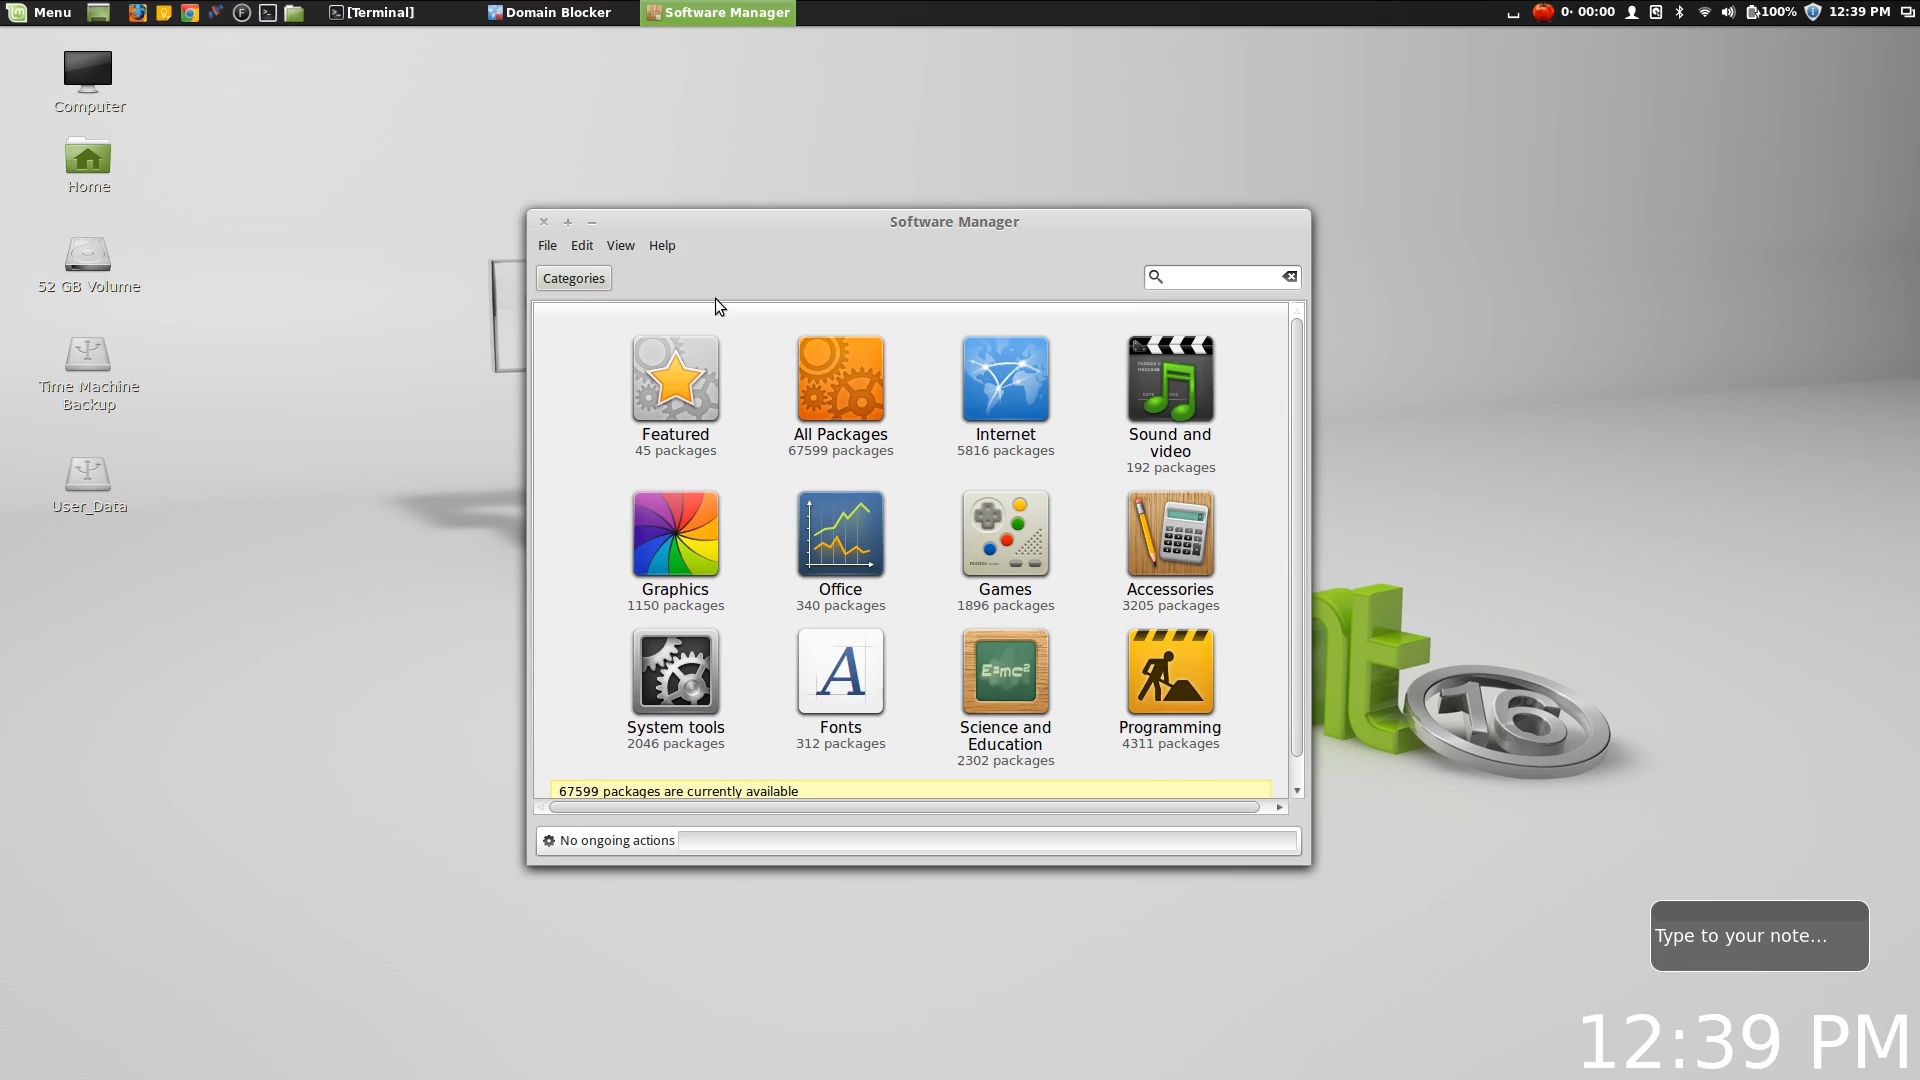 Menu
[Terminal]
Domain Blocker
Software Manager
0· 00:00
100%
12:39 PM
Computer
Home
52 GB Volume
Time Machine
Backup
User_Data
Software Manager
File Edit View Help
Categories
Featured
45 packages
All Packages
67599 packages
Internet
5816 packages
Sound and
video
192 packages
Graphics
1150 packages
Office
340 packages
Games
1896 packages
Accessories
3205 packages
System tools
2046 packages
A
Fonts
312 packages
E=mc²
Science and
Education
2302 packages
Programming
4311 packages
67599 packages are currently available
No ongoing actions
nt
16
Type to your note...
12:39 PM